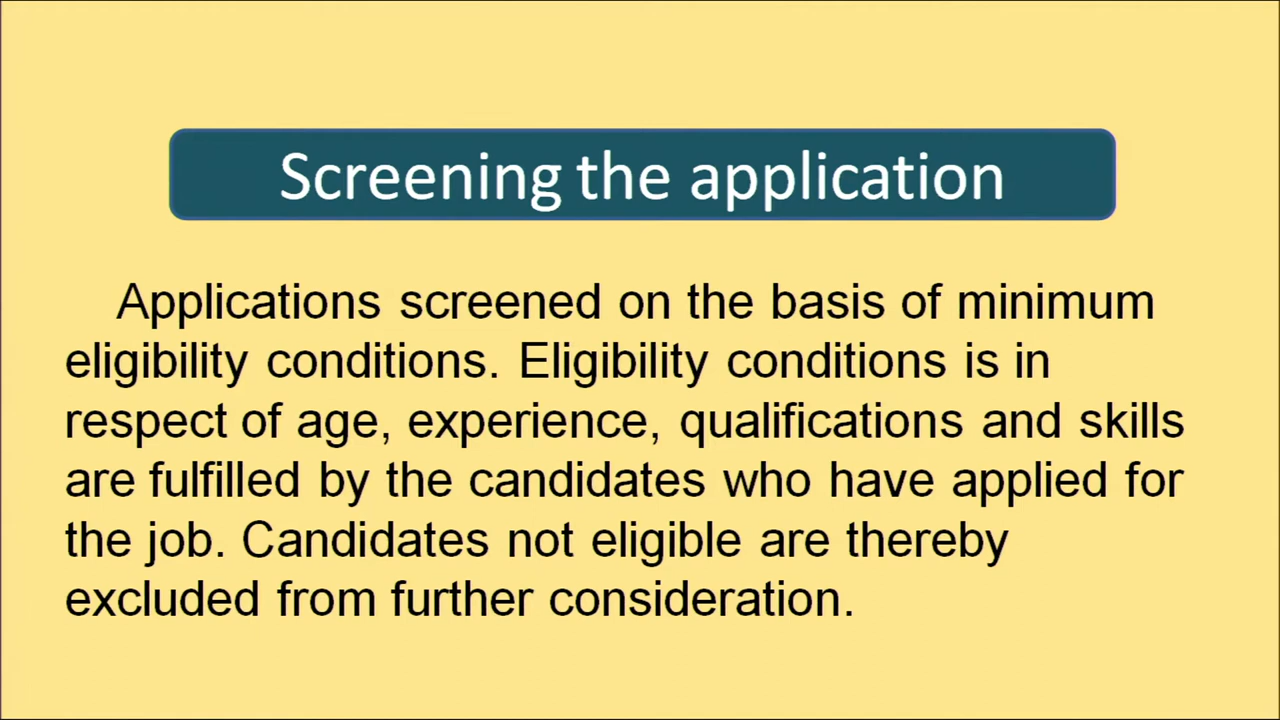 Screening the application
Applications screened on the basis of minimum
eligibility conditions. Eligibility conditions is in
respect of age, experience, qualifications and skills
are fulfilled by the candidates who have applied for
the job. Candidates not eligible are thereby
excluded from further consideration.